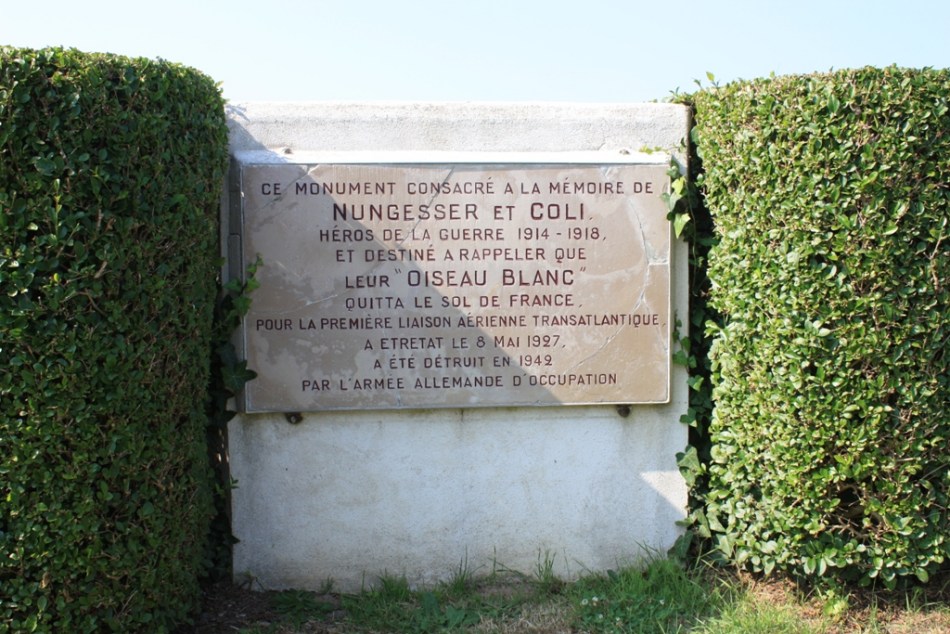 CE MONUMENT CONSACRÉ A LA MÉMOIRE DE
NUNGESSER ET COLI,
HÉROS DE LA GUERRE 1914-1918,
ET DESTINÉ A RAPPELER QUE
LEUR "OISEAU BLANC"
QUITTA LE SOL DE FRANCE,
POUR LA PREMIÈRE LIAISON AÉRIENNE TRANSATLANTIQUE,
A ETRETAT LE 8 MAI 1927,
A ÉTÉ DÉTRUIT EN 1942
PAR L'ARMÉE ALLEMANDE D'OCCUPATION